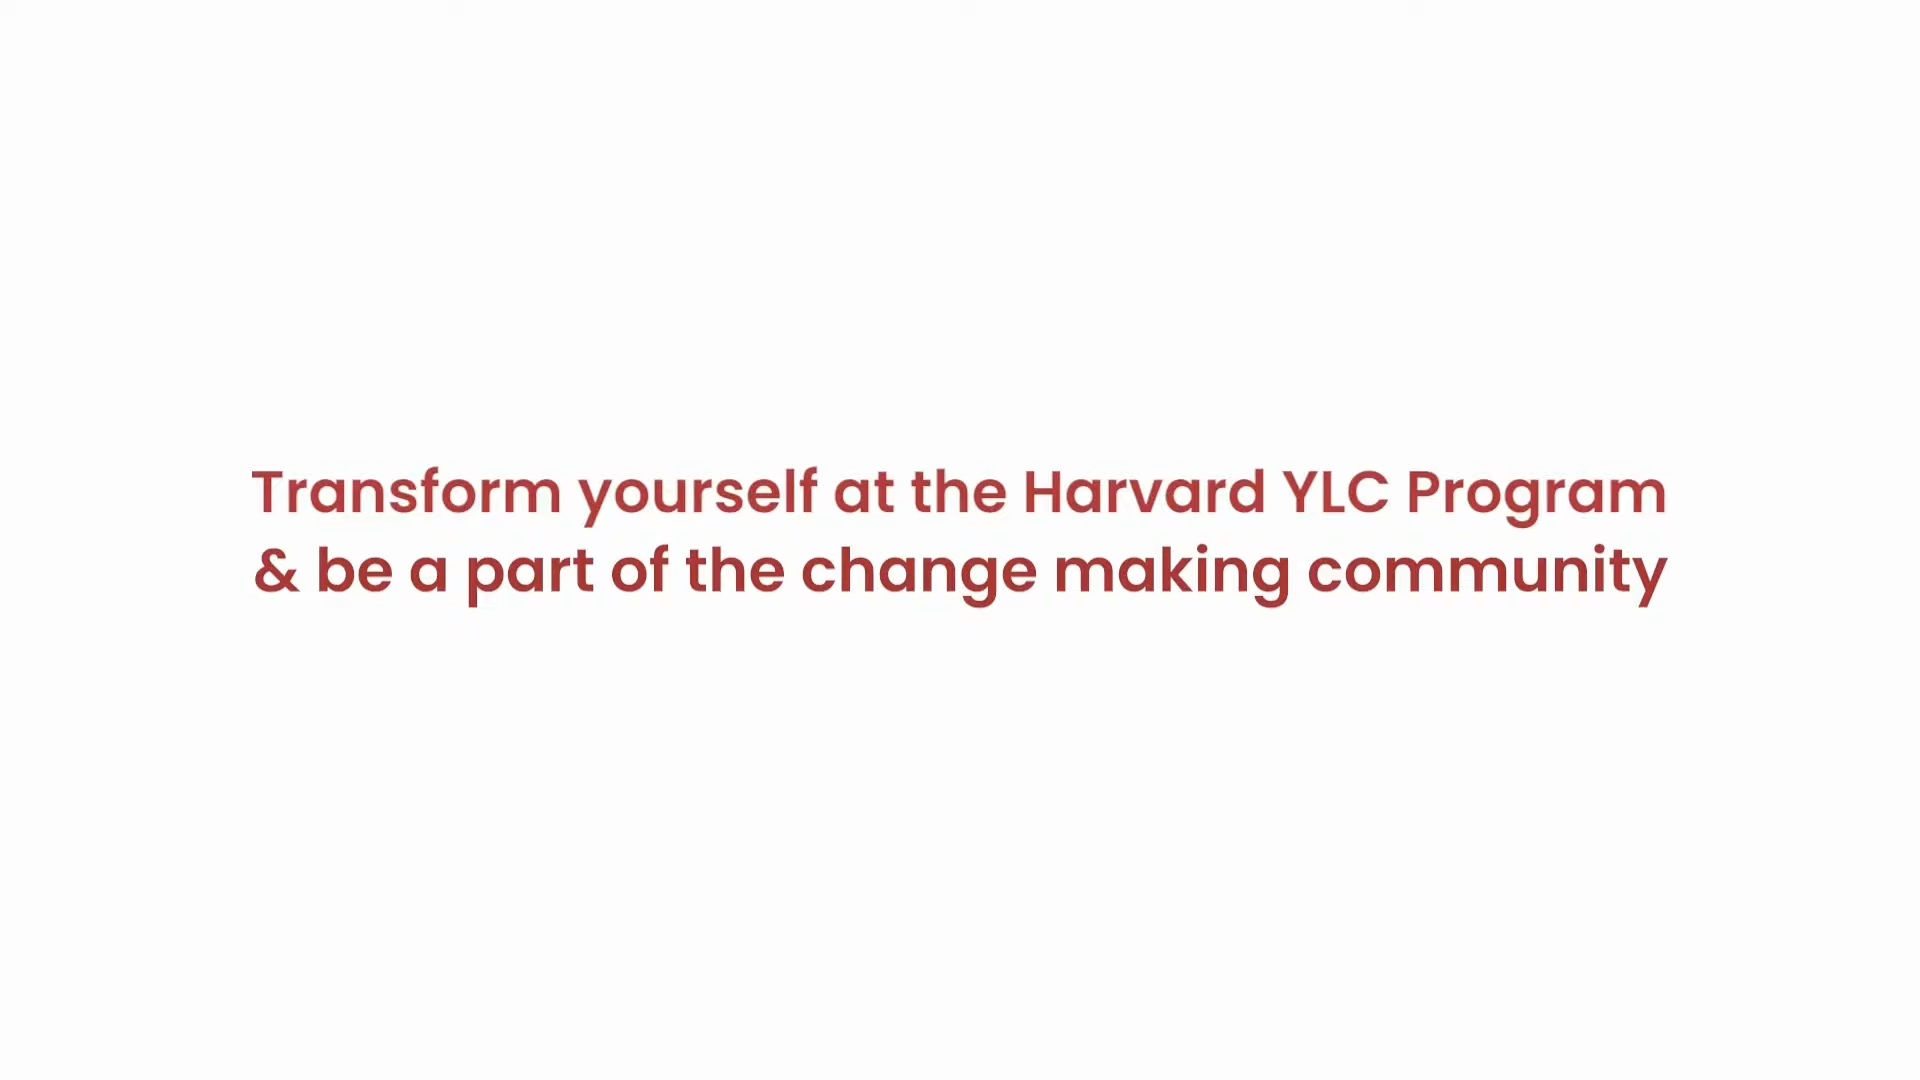 Transform yourself at the Harvard YLC Program
& be a part of the change making community